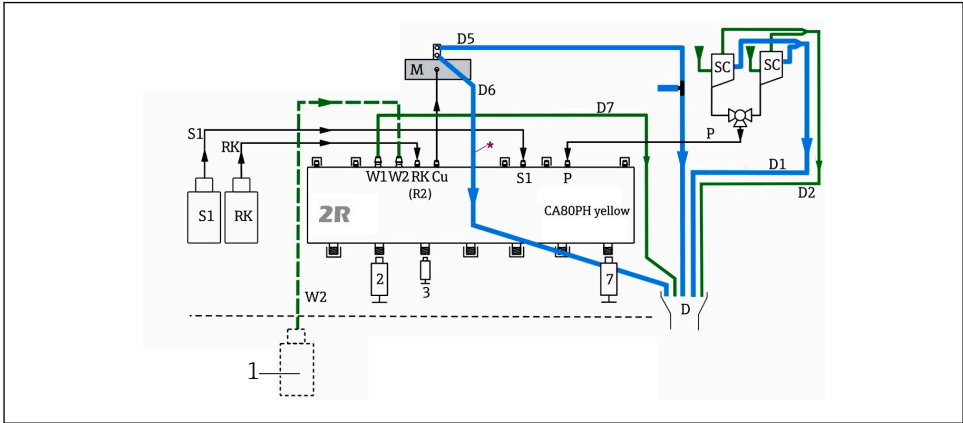 D5
SC
SC
M
D6
D7
S1
P
RK
D1
W1 W2 RK Cu
S1
P
(R2)
D2
S1
RK
2R
CA80PH yellow
2
3
7
W2
D
1
*